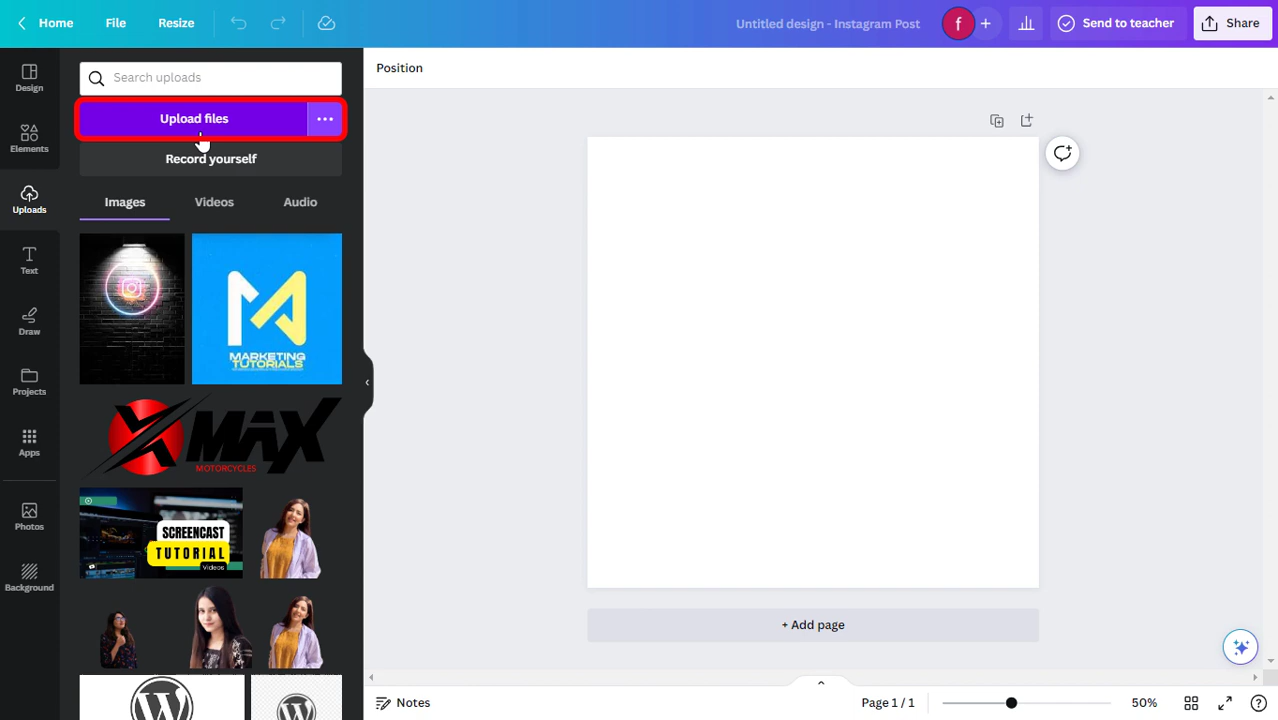 Home File Resize Untitled design - Instagram Post f + Send to teacher Share
Position
Design
Elements
Uploads
Text
Draw
Projects
Apps
Photos
Background
Search uploads
Upload files
Record yourself
Images Videos Audio
MARKETING
TUTORIALS
XMAX
MOTORCYCLES
SCREENCAST
TUTORIAL
Videos
+ Add page
Notes Page 1 / 1 50%